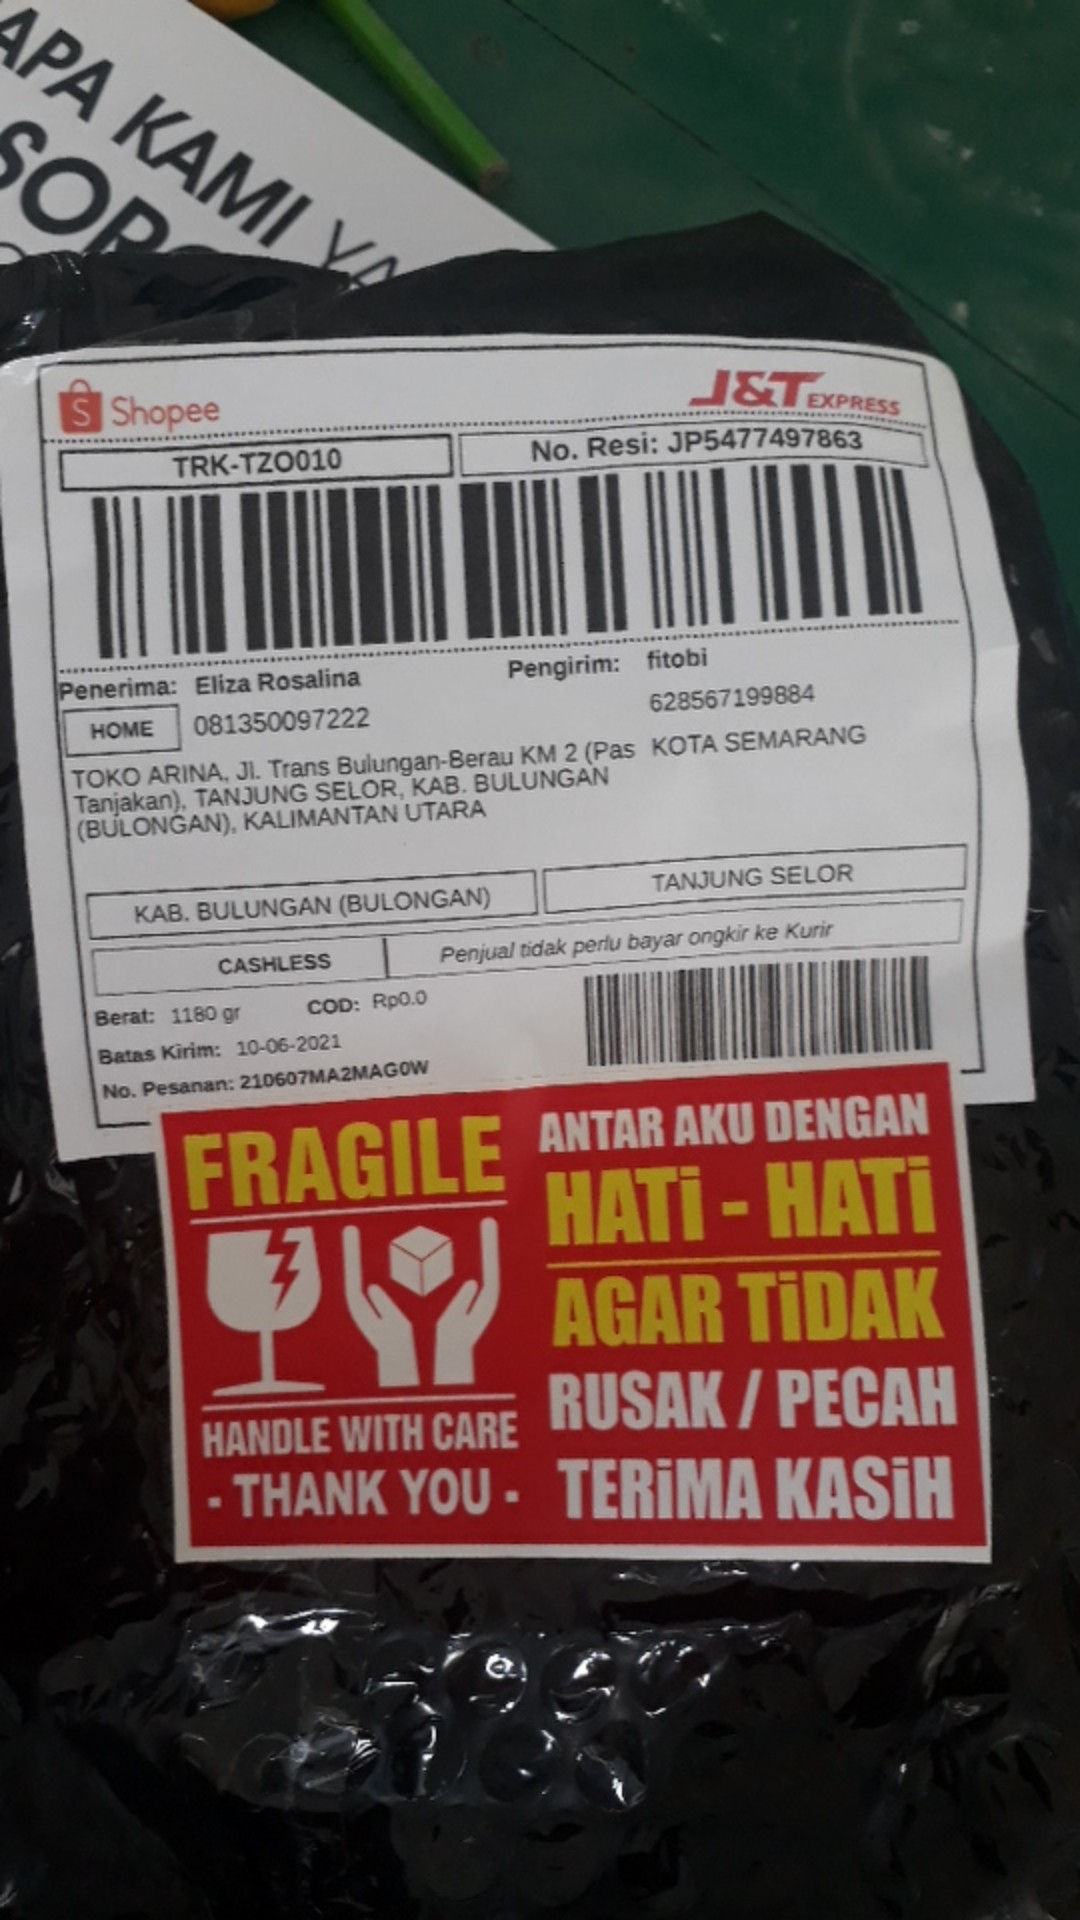 APA KAMI YA
Shopee
J&T EXPRESS
TRK-TZO010
No. Resi: JP5477497863
Penerima: Eliza Rosalina
Pengirim: fitobi
HOME
081350097222
628567199884
TOKO ARINA, Jl. Trans Bulungan-Berau KM 2 (Pas
KOTA SEMARANG
Tanjakan), TANJUNG SELOR, KAB. BULUNGAN
(BULONGAN), KALIMANTAN UTARA
KAB. BULUNGAN (BULONGAN)
TANJUNG SELOR
CASHLESS
Penjual tidak perlu bayar ongkir ke Kurir
Berat: 1180 gr
COD: Rp0.0
Batas Kirim: 10-06-2021
No. Pesanan: 210607MA2MAG0W
FRAGILE
HANDLE WITH CARE
- THANK YOU -
ANTAR AKU DENGAN
HATi - HATi
AGAR TiDAK
RUSAK / PECAH
TERiMA KASiH